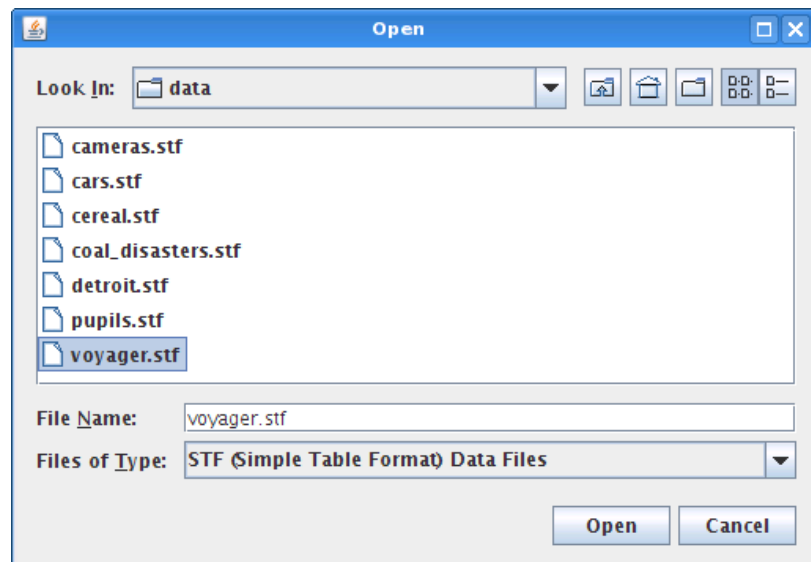 Open
Look In: data
cameras.stf
cars.stf
cereal.stf
coal_disasters.stf
detroit.stf
pupils.stf
voyager.stf
File Name: voyager.stf
Files of Type: STF (Simple Table Format) Data Files
Open Cancel